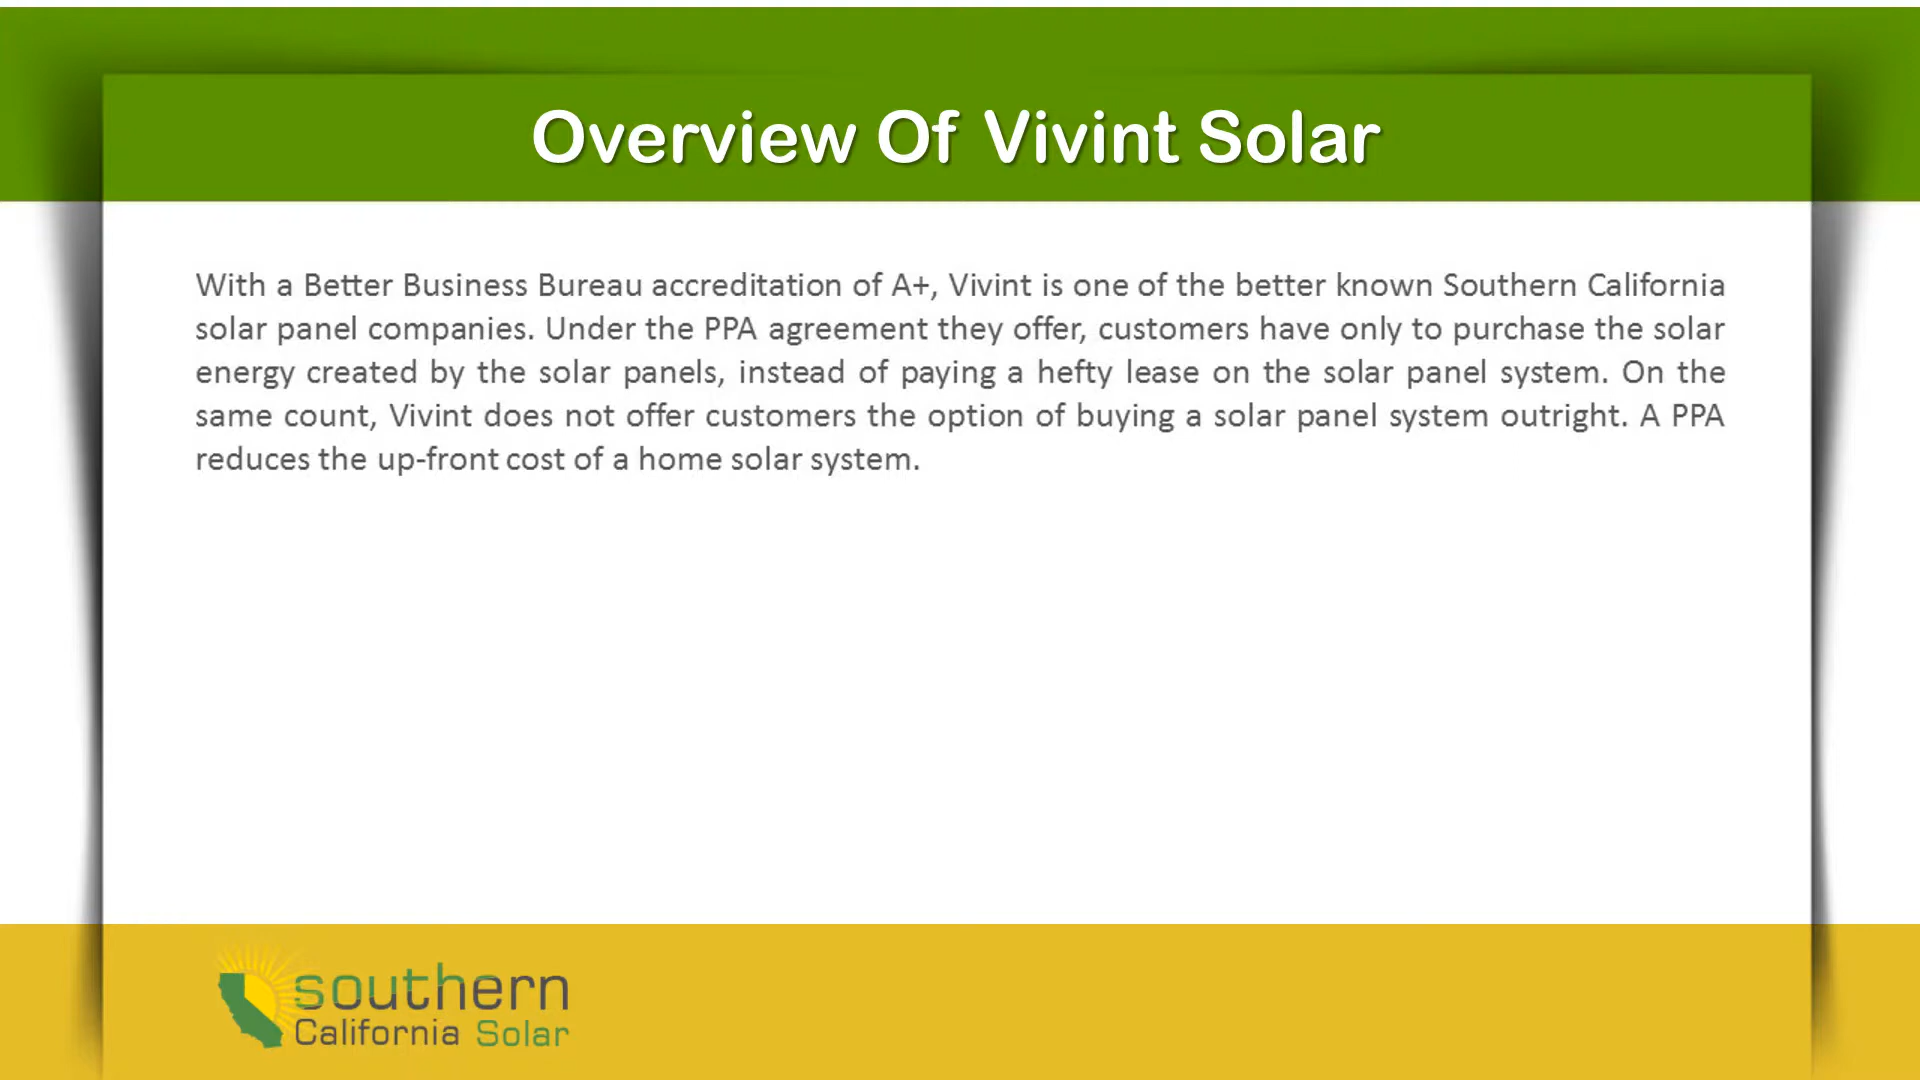 Overview Of Vivint Solar
With a Better Business Bureau accreditation of A+, Vivint is one of the better known Southern California
solar panel companies. Under the PPA agreement they offer, customers have only to purchase the solar
energy created by the solar panels, instead of paying a hefty lease on the solar panel system. On the
same count, Vivint does not offer customers the option of buying a solar panel system outright. A PPA
reduces the up-front cost of a home solar system.
southern
California Solar